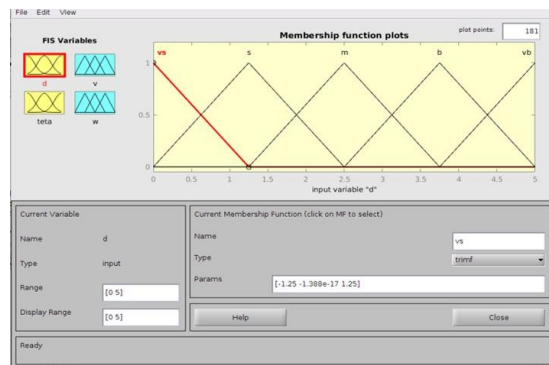 File Edit View
FIS Variables
d
v
teta
w
Membership function plots
plot points:
181
vs
s
m
b
vb
1
0.5
0
0 0.5 1 1.5 2 2.5 3 3.5 4 4.5 5
input variable "d"
Current Variable
Name d
Type input
Range [0 5]
Display Range [0 5]
Current Membership Function (click on MF to select)
Name vs
Type trimf
Params [-1.25 -1.388e-17 1.25]
Help
Close
Ready